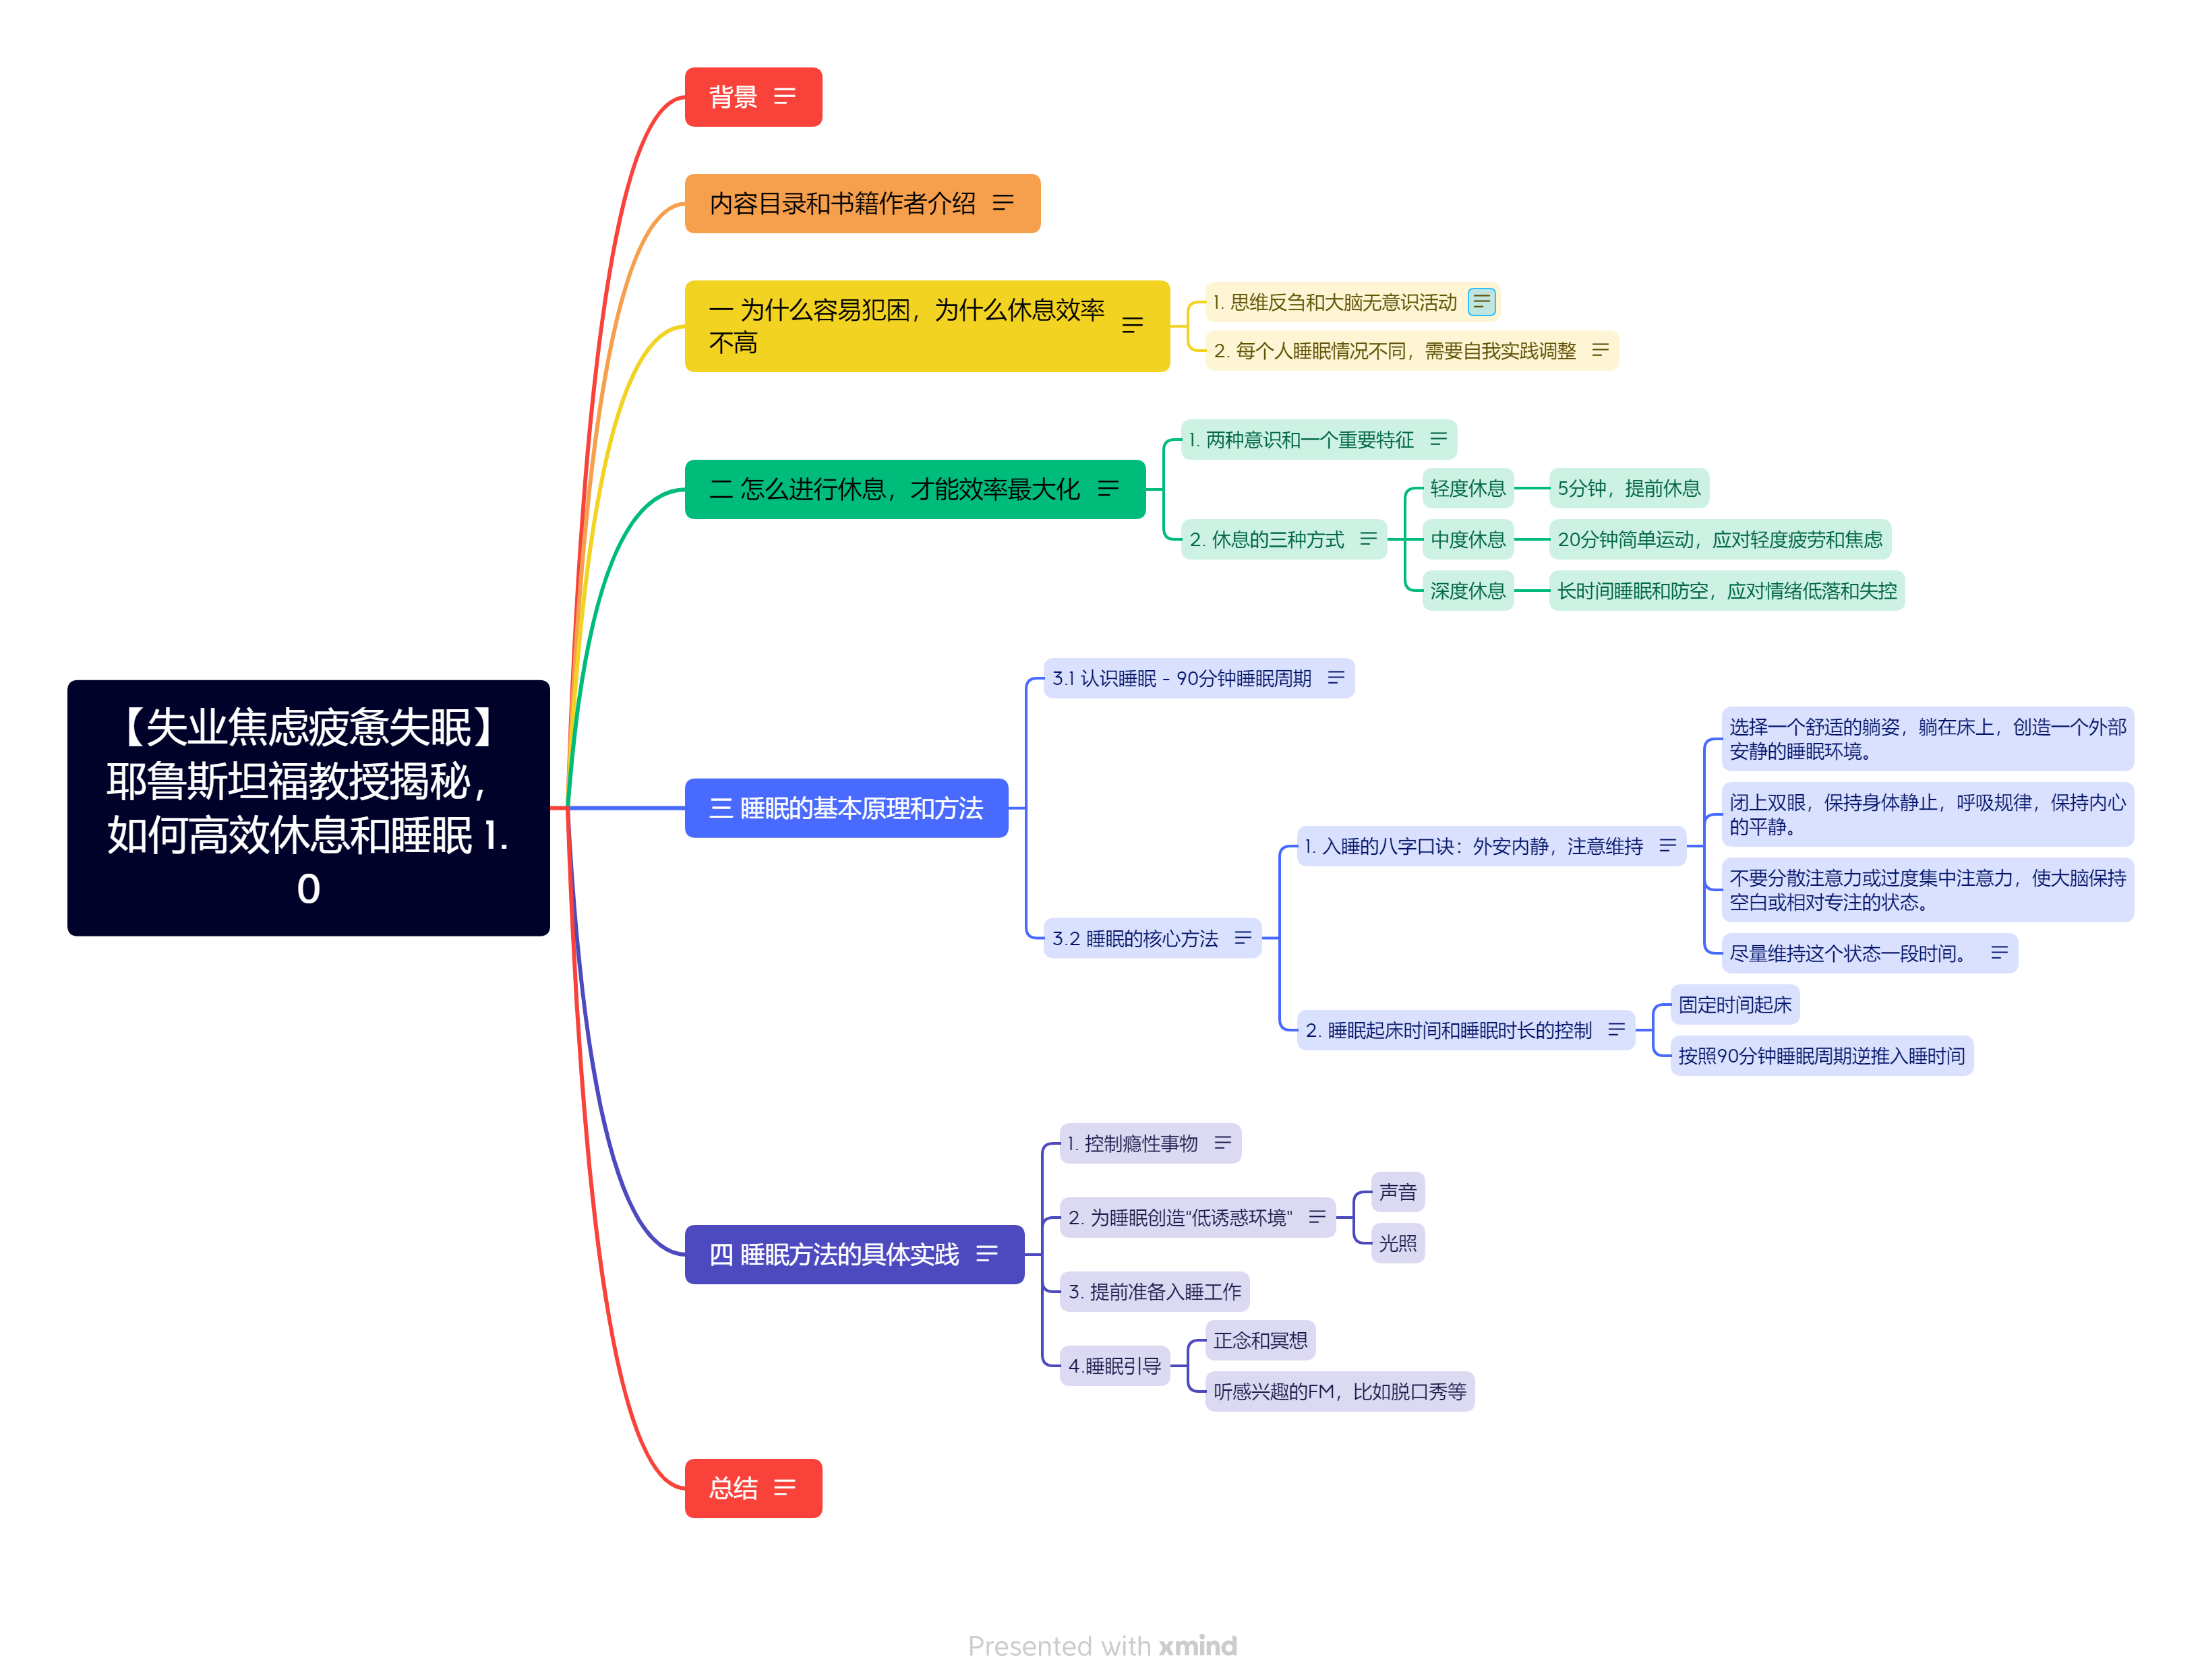 背景
内容目录和书籍作者介绍
一 为什么容易犯困，为什么休息效率
不高
1. 思维反刍和大脑无意识活动
2. 每个人睡眠情况不同，需要自我实践调整
二 怎么进行休息，才能效率最大化
1. 两种意识和一个重要特征
2. 休息的三种方式
轻度休息
5分钟，提前休息
中度休息
20分钟简单运动，应对轻度疲劳和焦虑
深度休息
长时间睡眠和防空，应对情绪低落和失控
【失业焦虑疲惫失眠】
耶鲁斯坦福教授揭秘，
如何高效休息和睡眠 1.
0
三 睡眠的基本原理和方法
3.1 认识睡眠 - 90分钟睡眠周期
3.2 睡眠的核心方法
1. 入睡的八字口诀：外安内静，注意维持
选择一个舒适的躺姿，躺在床上，创造一个外部
安静的睡眠环境。
闭上双眼，保持身体静止，呼吸规律，保持内心
的平静。
不要分散注意力或过度集中注意力，使大脑保持
空白或相对专注的状态。
尽量维持这个状态一段时间。
2. 睡眠起床时间和睡眠时长的控制
固定时间起床
按照90分钟睡眠周期逆推入睡时间
四 睡眠方法的具体实践
1. 控制瘾性事物
2. 为睡眠创造“低诱惑环境”
声音
光照
3. 提前准备入睡工作
4.睡眠引导
正念和冥想
听感兴趣的FM，比如脱口秀等
总结
Presented with xmind